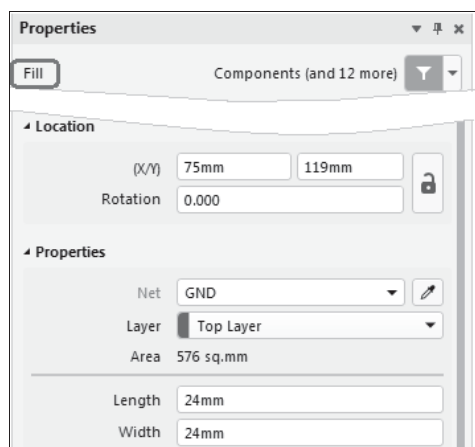 Properties
Fill Components (and 12 more)
Location
(X/Y) 75mm 119mm
Rotation 0.000
Properties
Net GND
Layer Top Layer
Area 576 sq.mm
Length 24mm
Width 24mm